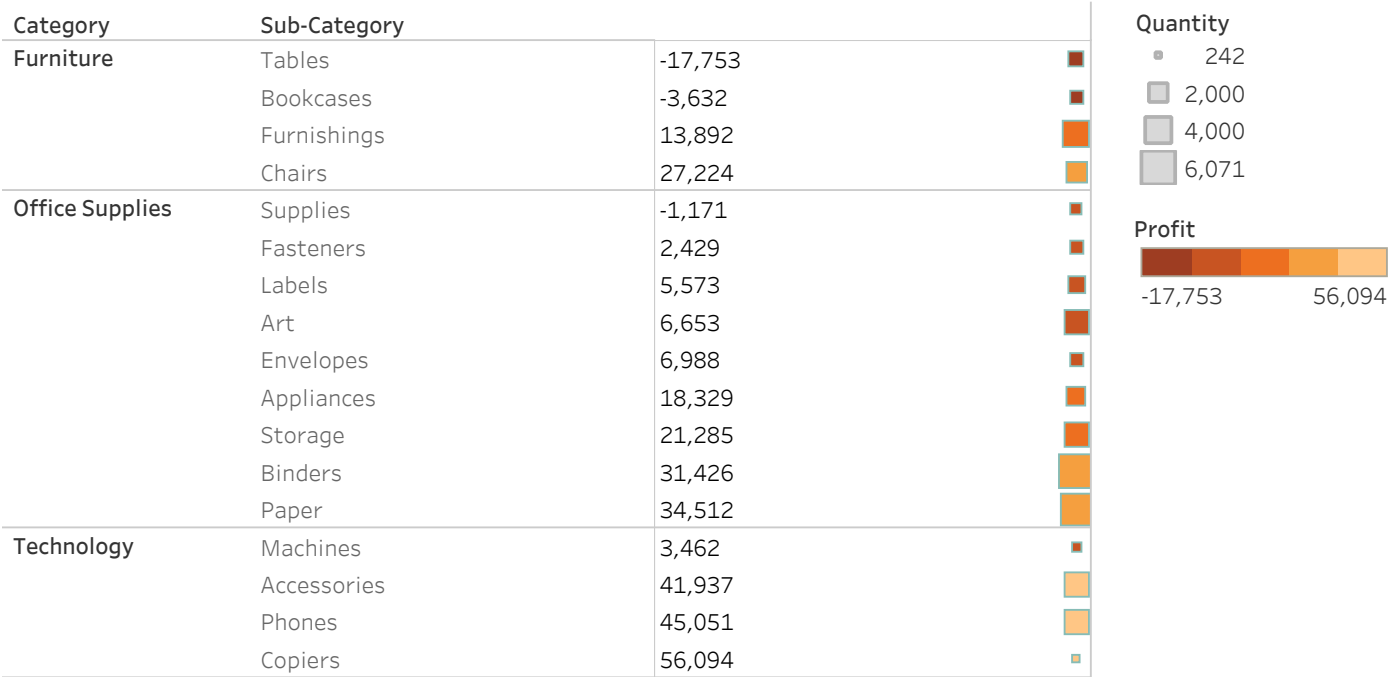 Category Sub-Category
Furniture Tables -17,753
Bookcases -3,632
Furnishings 13,892
Chairs 27,224
Office Supplies Supplies -1,171
Fasteners 2,429
Labels 5,573
Art 6,653
Envelopes 6,988
Appliances 18,329
Storage 21,285
Binders 31,426
Paper 34,512
Technology Machines 3,462
Accessories 41,937
Phones 45,051
Copiers 56,094
Quantity
242
2,000
4,000
6,071
Profit
-17,753 56,094